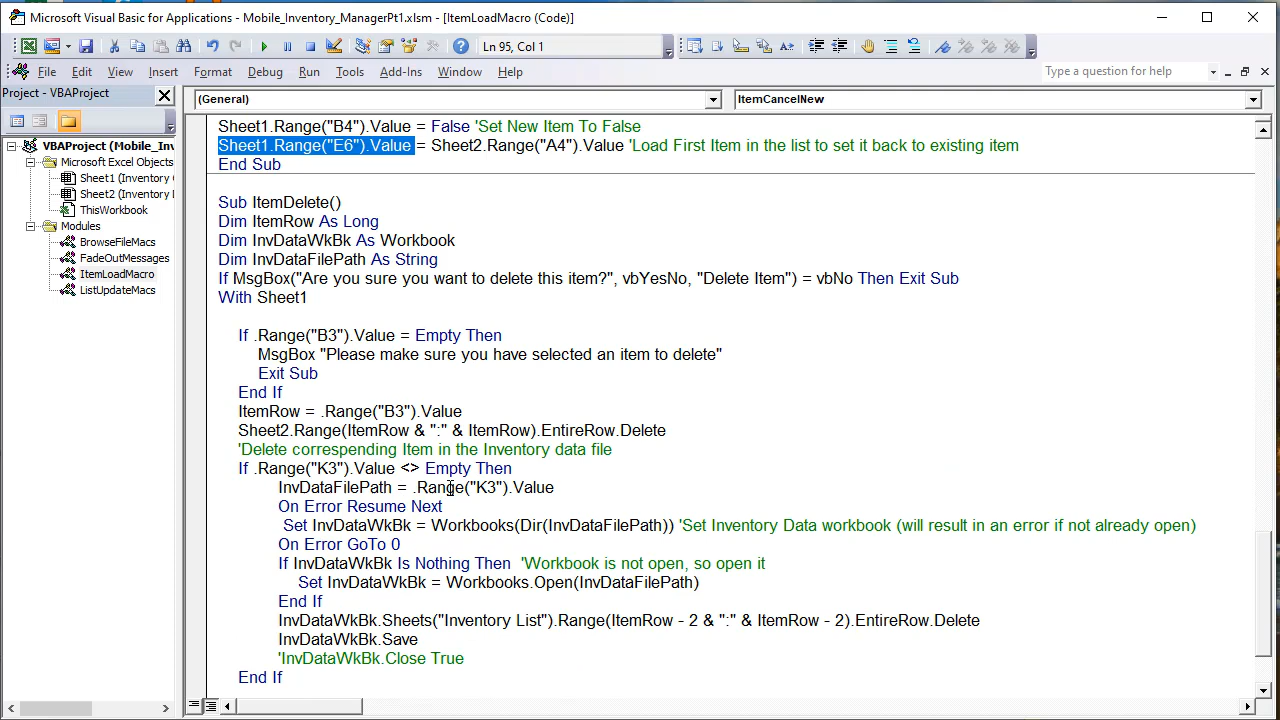 Microsoft Visual Basic for Applications - Mobile_Inventory_ManagerPt1.xlsm - [ItemLoadMacro (Code)]
Ln 95, Col 1
File Edit View Insert Format Debug Run Tools Add-Ins Window Help
Type a question for help
Project - VBAProject
(General)
ItemCancelNew
VBAProject (Mobile_Inv
Microsoft Excel Objects
Sheet1 (Inventory
Sheet2 (Inventory
ThisWorkbook
Modules
BrowseFileMacs
FadeOutMessages
ItemLoadMacro
ListUpdateMacs
Sheet1.Range("B4").Value = False 'Set New Item To False
Sheet1.Range("E6").Value = Sheet2.Range("A4").Value 'Load First Item in the list to set it back to existing item
End Sub
Sub ItemDelete()
Dim ItemRow As Long
Dim InvDataWkBk As Workbook
Dim InvDataFilePath As String
If MsgBox("Are you sure you want to delete this item?", vbYesNo, "Delete Item") = vbNo Then Exit Sub
With Sheet1
If .Range("B3").Value = Empty Then
MsgBox "Please make sure you have selected an item to delete"
Exit Sub
End If
ItemRow = .Range("B3").Value
Sheet2.Range(ItemRow & ":" & ItemRow).EntireRow.Delete
'Delete correspending Item in the Inventory data file
If .Range("K3").Value <> Empty Then
InvDataFilePath = .Range("K3").Value
On Error Resume Next
Set InvDataWkBk = Workbooks(Dir(InvDataFilePath)) 'Set Inventory Data workbook (will result in an error if not already open)
On Error GoTo 0
If InvDataWkBk Is Nothing Then 'Workbook is not open, so open it
Set InvDataWkBk = Workbooks.Open(InvDataFilePath)
End If
InvDataWkBk.Sheets("Inventory List").Range(ItemRow - 2 & ":" & ItemRow - 2).EntireRow.Delete
InvDataWkBk.Save
'InvDataWkBk.Close True
End If